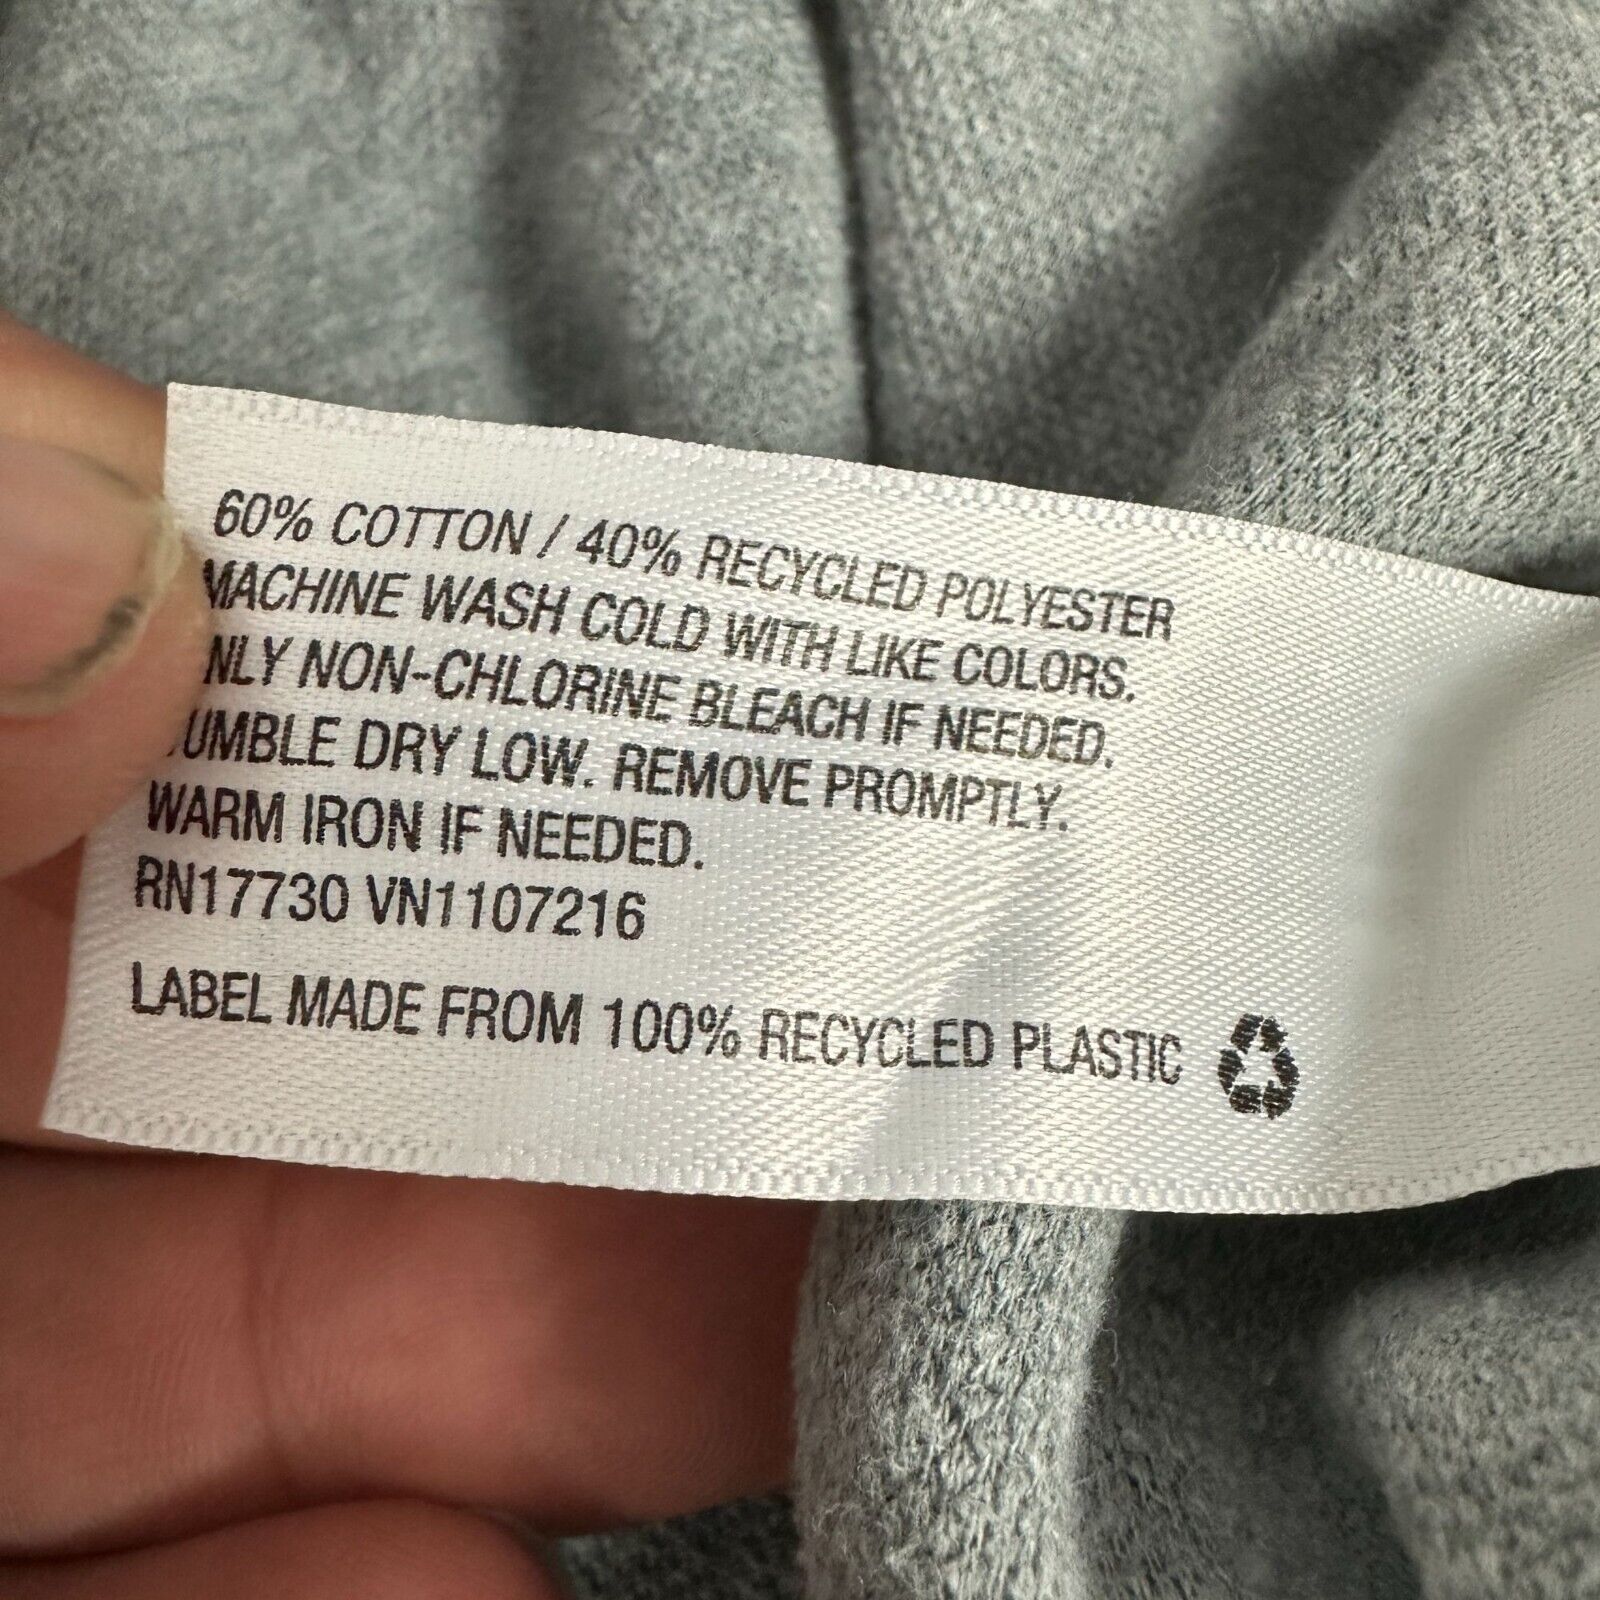 60% COTTON / 40% RECYCLED POLYESTER
MACHINE WASH COLD WITH LIKE COLORS.
NLY NON-CHLORINE BLEACH IF NEEDED.
UMBLE DRY LOW. REMOVE PROMPTLY.
WARM IRON IF NEEDED.
RN17730 VN1107216
LABEL MADE FROM 100% RECYCLED PLASTIC